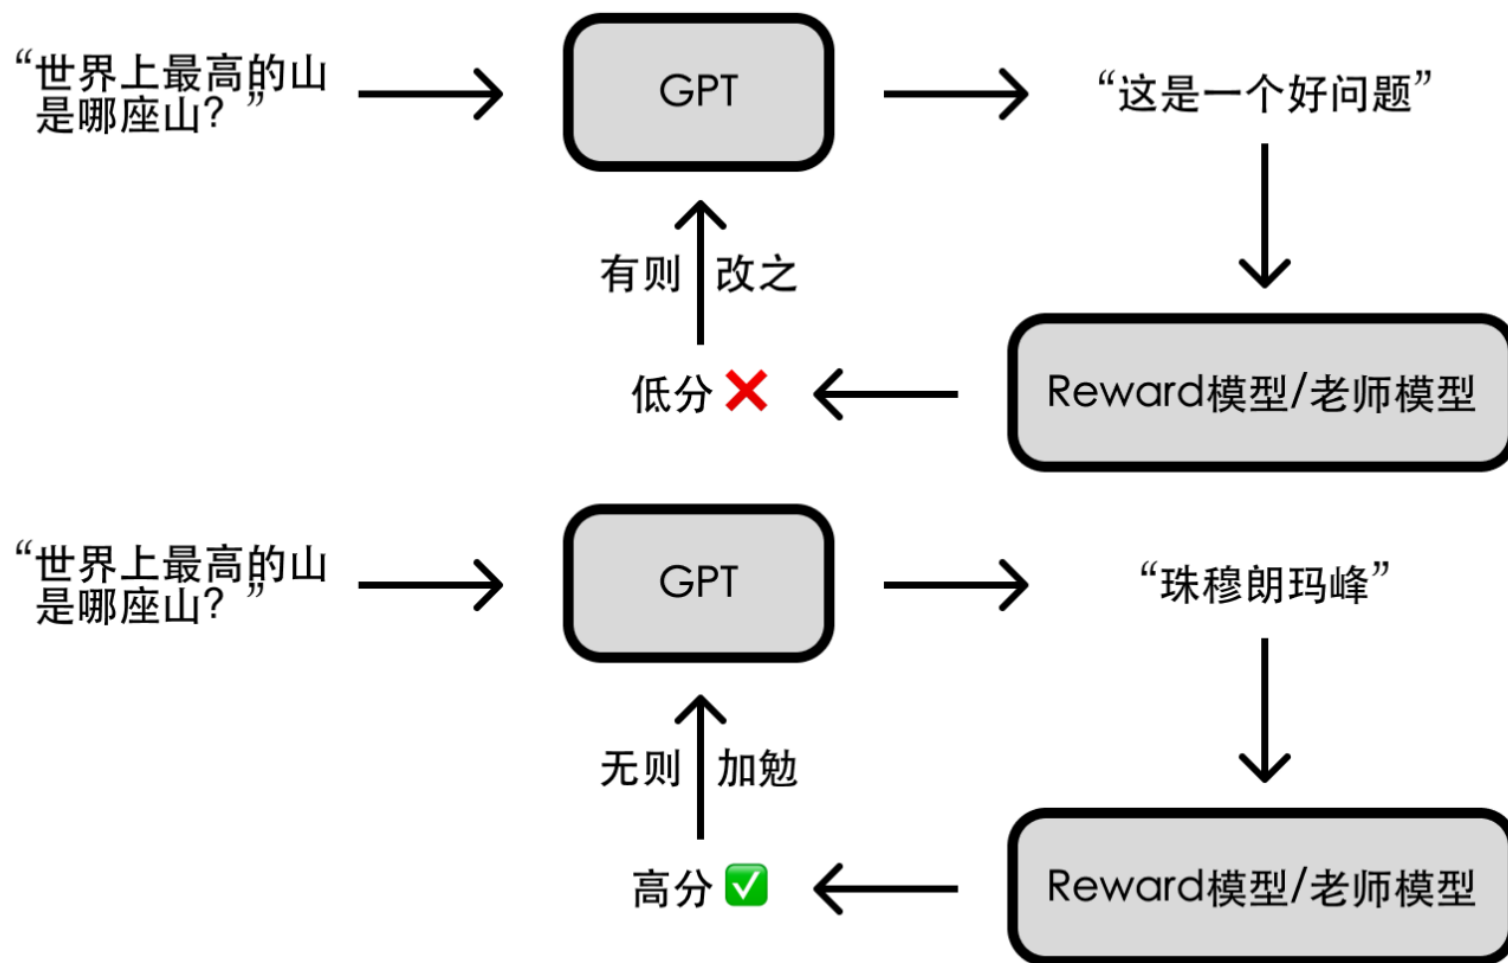 “世界上最高的山
是哪座山？”
GPT
“这是一个好问题”
有则 改之
低分 ❌
Reward模型/老师模型
“世界上最高的山
是哪座山？”
GPT
“珠穆朗玛峰”
无则 加勉
高分 ✅
Reward模型/老师模型